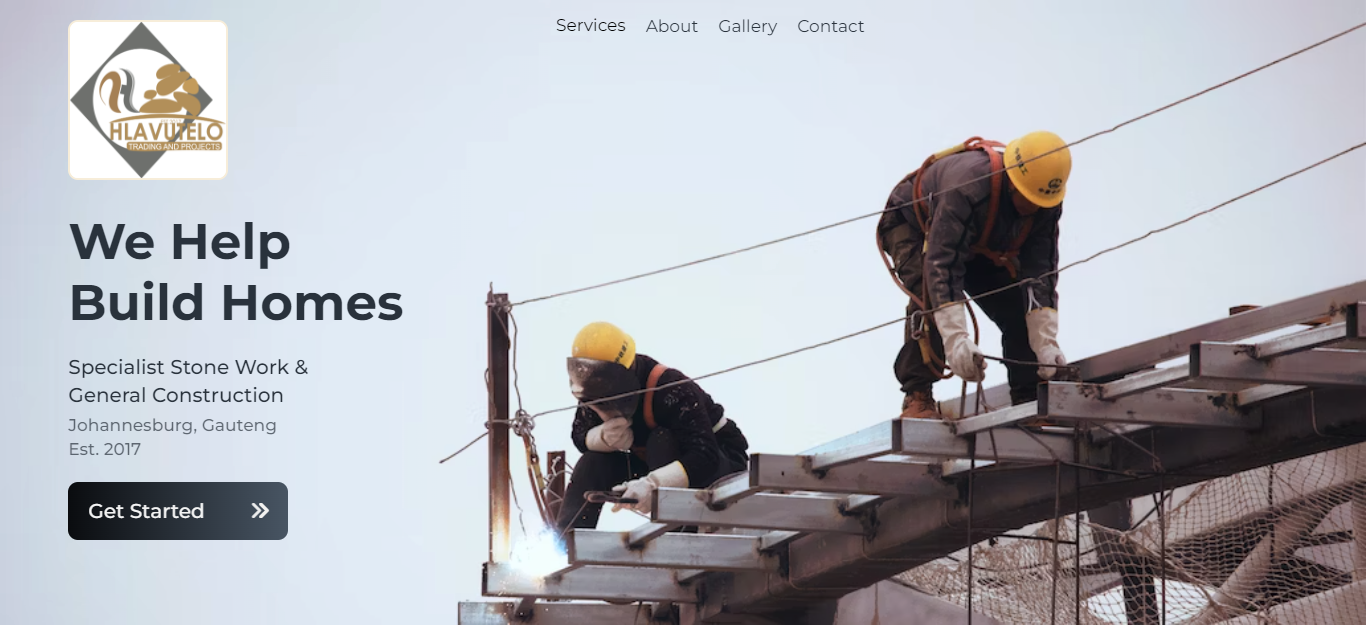 Services About Gallery Contact
H
HLAVUTELO
TRADING AND PROJECTS
We Help
Build Homes
Specialist Stone Work &
General Construction
Johannesburg, Gauteng
Est. 2017
Get Started